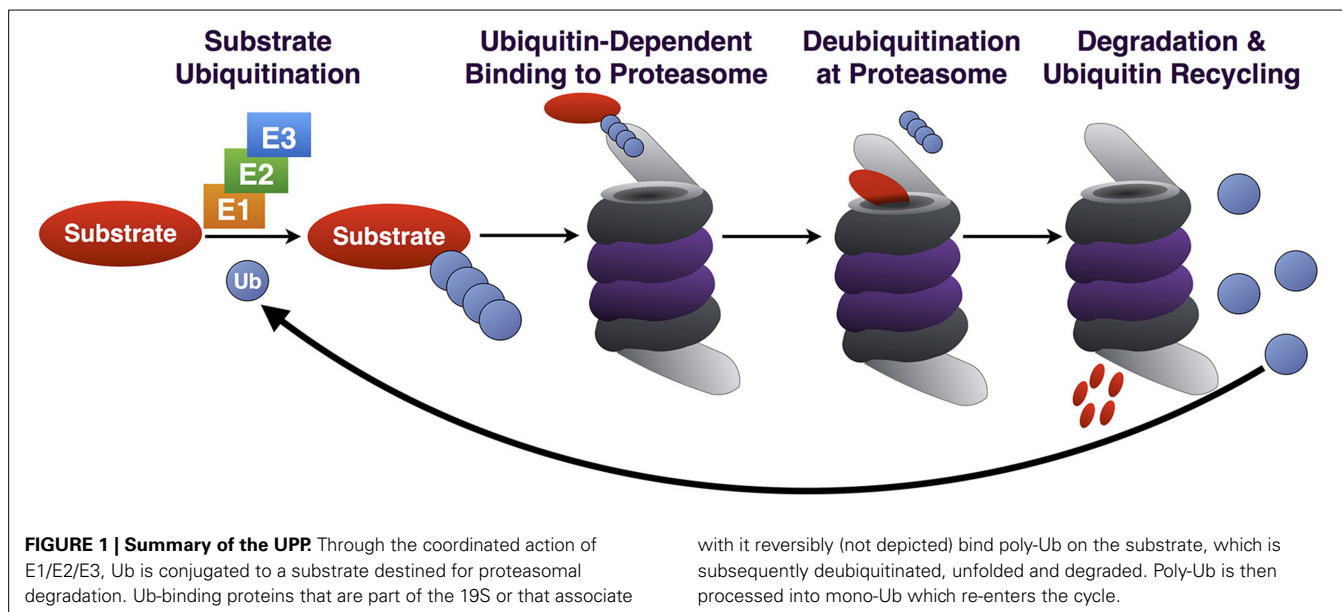 Substrate
Ubiquitination
Ubiquitin-Dependent
Binding to Proteasome
Deubiquitination
at Proteasome
Degradation &
Ubiquitin Recycling
E3
E2
E1
Substrate
Substrate
Ub
FIGURE 1 | Summary of the UPP. Through the coordinated action of
E1/E2/E3, Ub is conjugated to a substrate destined for proteasomal
degradation. Ub-binding proteins that are part of the 19S or that associate
with it reversibly (not depicted) bind poly-Ub on the substrate, which is
subsequently deubiquitinated, unfolded and degraded. Poly-Ub is then
processed into mono-Ub which re-enters the cycle.